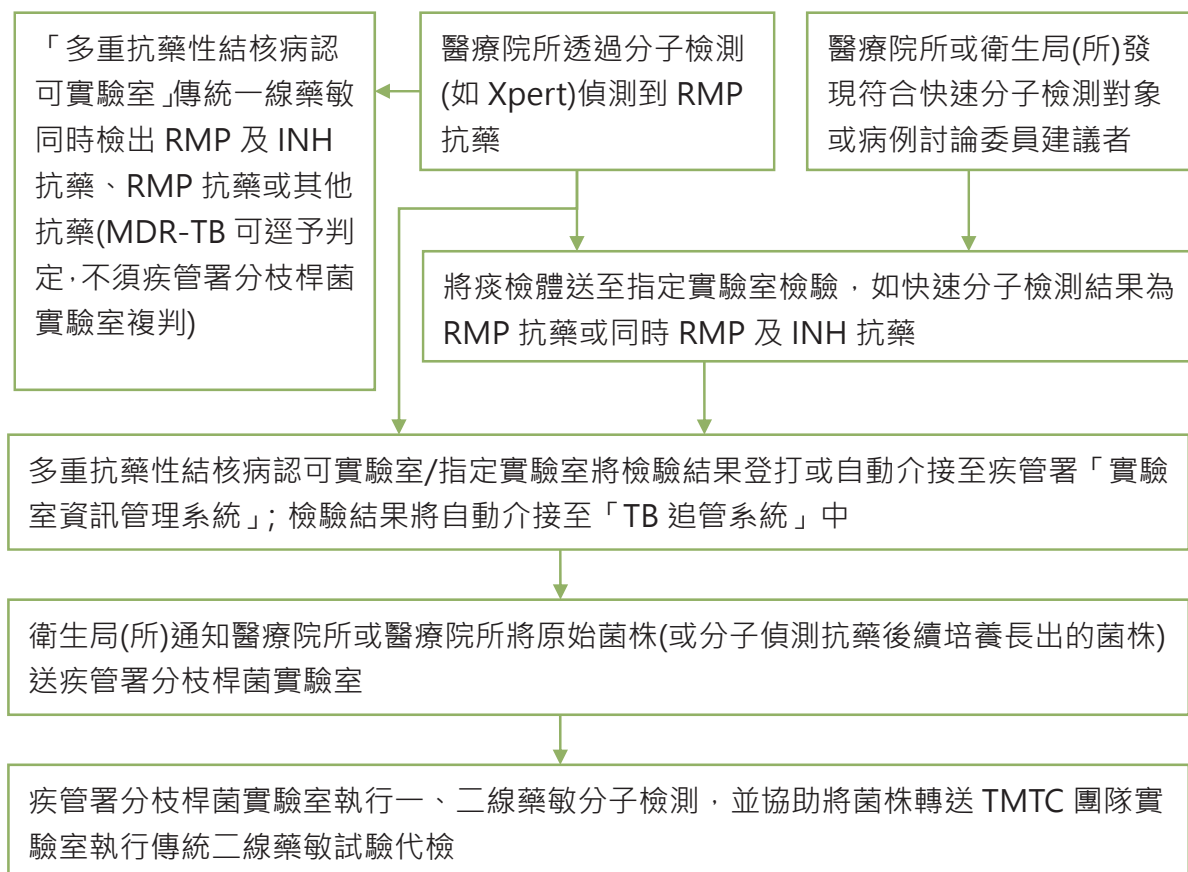 「多重抗藥性結核病認
可實驗室」傳統一線藥敏
同時檢出 RMP 及 INH
抗藥、RMP 抗藥或其他
抗藥(MDR-TB 可逕予判
定,不須疾管署分枝桿菌
實驗室複判)
醫療院所透過分子檢測
(如 Xpert)偵測到 RMP
抗藥
醫療院所或衛生局(所)發
現符合快速分子檢測對象
或病例討論委員建議者
將痰檢體送至指定實驗室檢驗,如快速分子檢測結果為
RMP 抗藥或同時 RMP 及 INH 抗藥
多重抗藥性結核病認可實驗室/指定實驗室將檢驗結果登打或自動介接至疾管署「實驗
室資訊管理系統」; 檢驗結果將自動介接至「TB 追管系統」中
衛生局(所)通知醫療院所或醫療院所將原始菌株(或分子偵測抗藥後續培養長出的菌株)
送疾管署分枝桿菌實驗室
疾管署分枝桿菌實驗室執行一、二線藥敏分子檢測,並協助將菌株轉送 TMTC 團隊實
驗室執行傳統二線藥敏試驗代檢